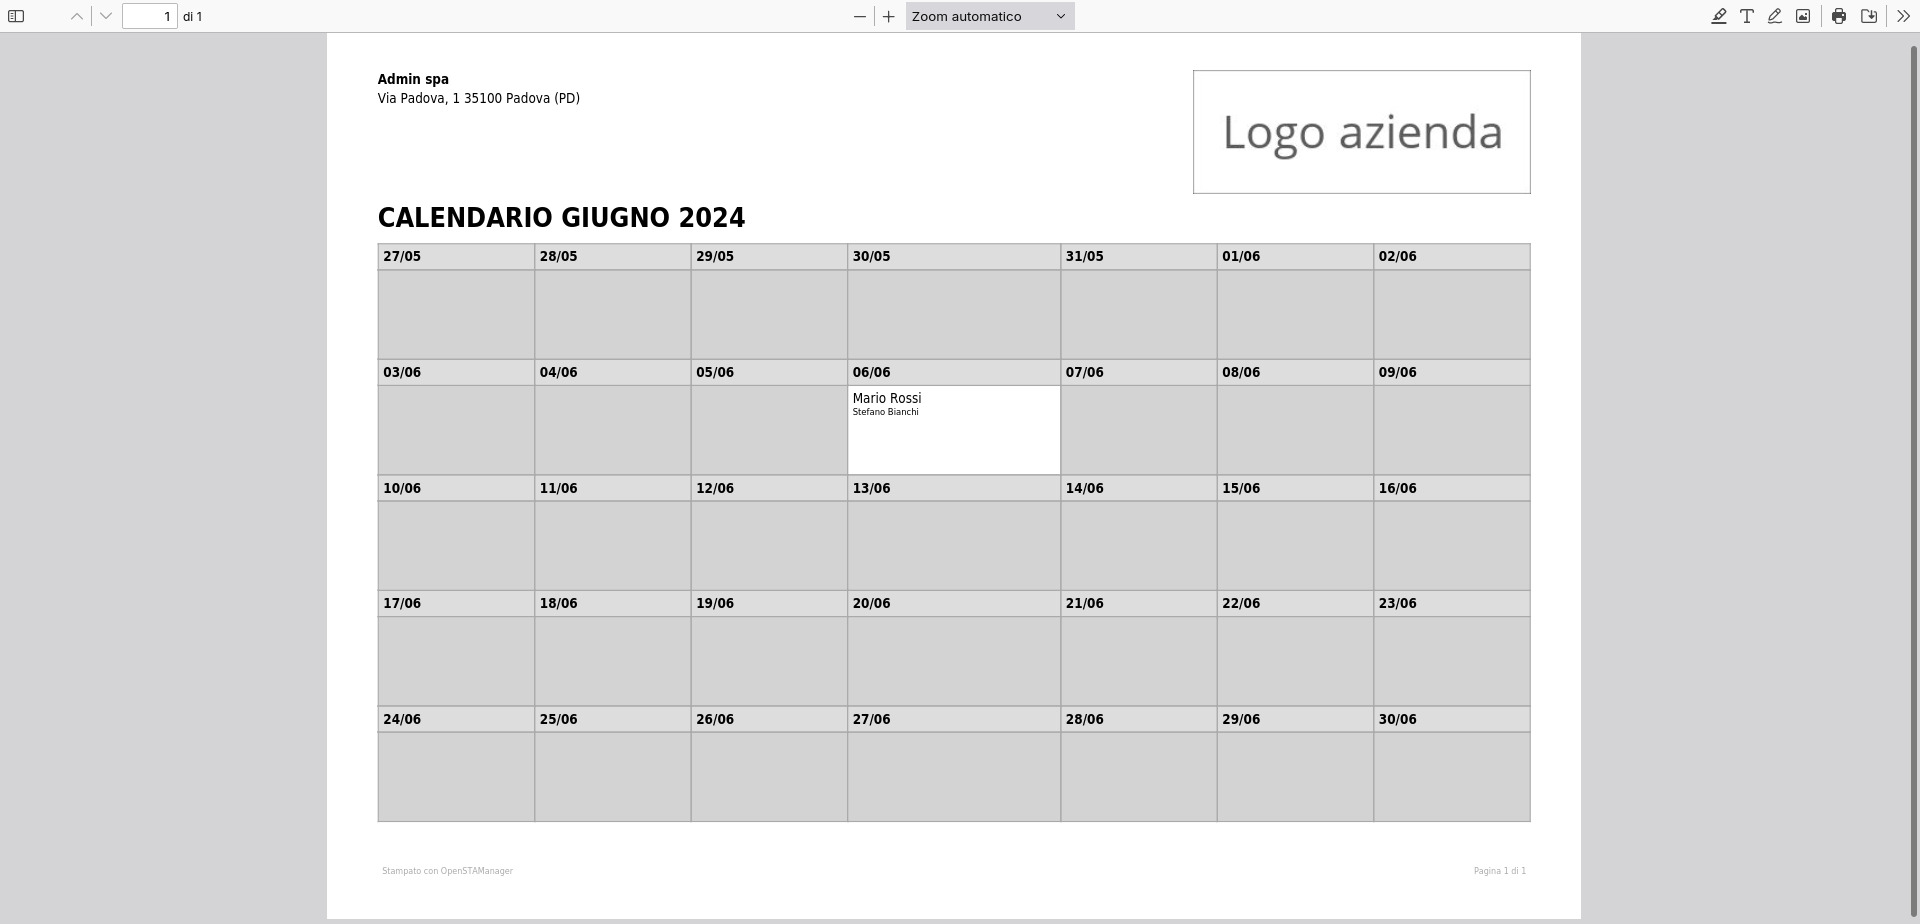 1 di 1 Zoom automatico
Admin spa
Via Padova, 1 35100 Padova (PD)
Logo azienda
CALENDARIO GIUGNO 2024
27/05 28/05 29/05 30/05 31/05 01/06 02/06
03/06 04/06 05/06 06/06 07/06 08/06 09/06
Mario Rossi
Stefano Bianchi
10/06 11/06 12/06 13/06 14/06 15/06 16/06
17/06 18/06 19/06 20/06 21/06 22/06 23/06
24/06 25/06 26/06 27/06 28/06 29/06 30/06
Stampato con OpenSTAManager Pagina 1 di 1